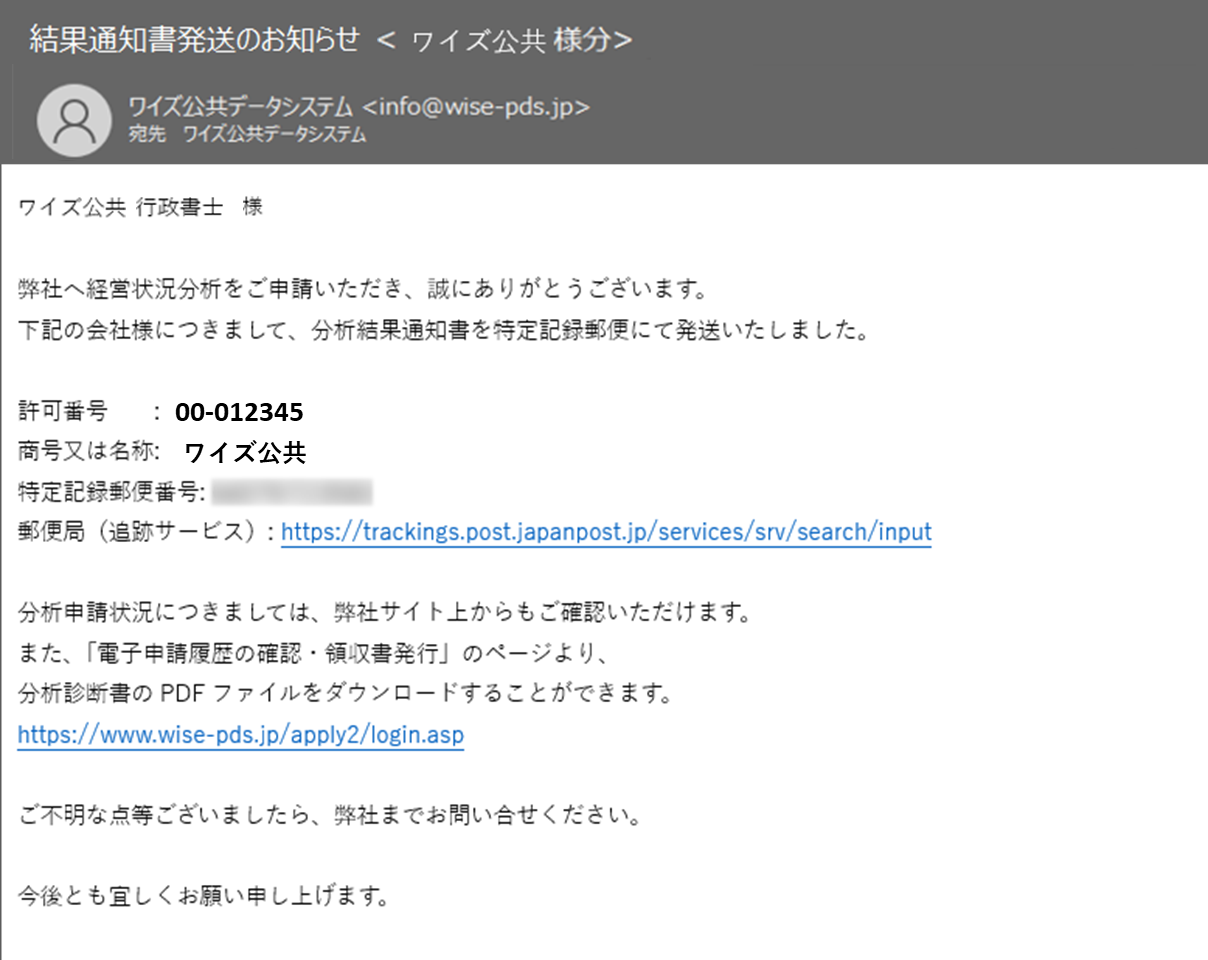 結果通知書発送のお知らせ < ワイズ公共 様分>
ワイズ公共データシステム <info@wise-pds.jp>
宛先 ワイズ公共データシステム
ワイズ公共 行政書士 様
弊社へ経営状況分析をご申請いただき、誠にありがとうございます。
下記の会社様につきまして、分析結果通知書を特定記録郵便にて発送いたしました。
許可番号 : 00-012345
商号又は名称: ワイズ公共
特定記録郵便番号:
郵便局（追跡サービス）: https://trackings.post.japanpost.jp/services/srv/search/input
分析申請状況につきましては、弊社サイト上からもご確認いただけます。
また、「電子申請履歴の確認・領収書発行」のページより、
分析診断書の PDF ファイルをダウンロードすることができます。
https://www.wise-pds.jp/apply2/login.asp
ご不明な点等ございましたら、弊社までお問い合せください。
今後とも宜しくお願い申し上げます。